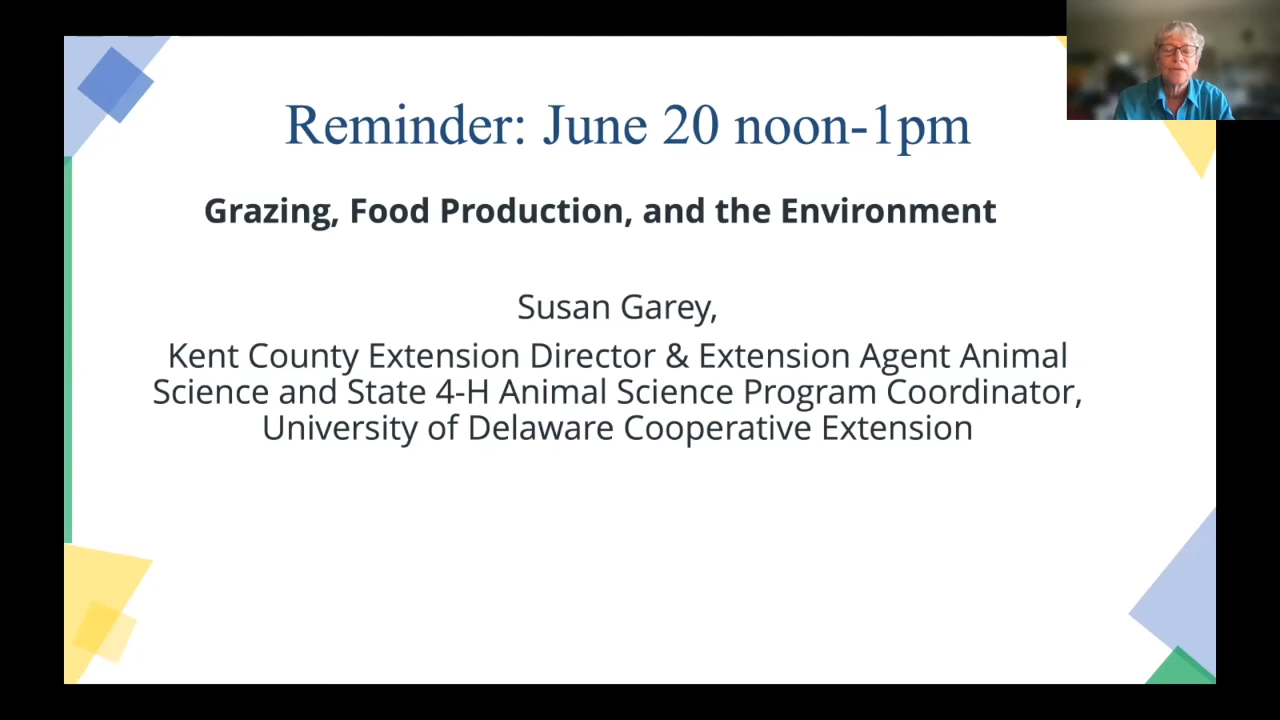 Reminder: June 20 noon-1pm
Grazing, Food Production, and the Environment
Susan Garey,
Kent County Extension Director & Extension Agent Animal
Science and State 4-H Animal Science Program Coordinator,
University of Delaware Cooperative Extension